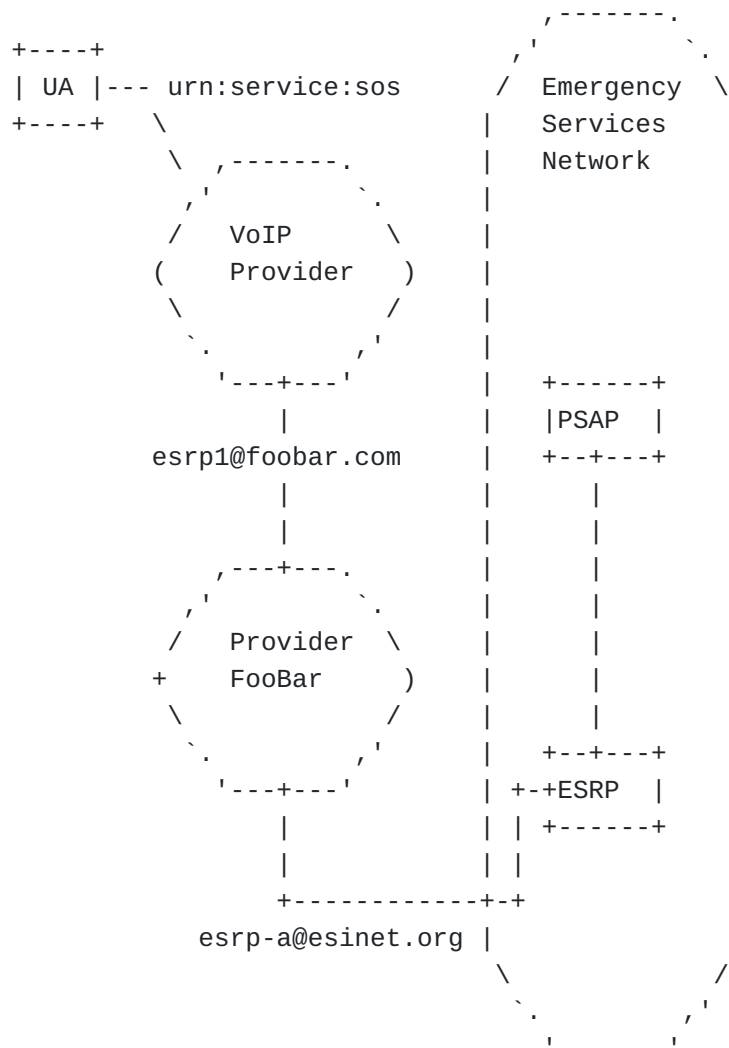 UA --- urn:service:sos
Emergency
Services
Network
VoIP
Provider
PSAP
esrp1@foobar.com
Provider
FooBar
ESRP
esrp-a@esinet.org